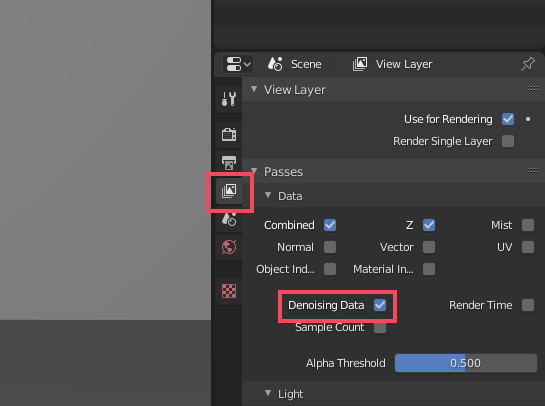 Scene View Layer
View Layer
Use for Rendering
Render Single Layer
Passes
Data
Combined Z Mist
Normal Vector UV
Object Ind... Material In...
Denoising Data Render Time
Sample Count
Alpha Threshold 0.500
Light